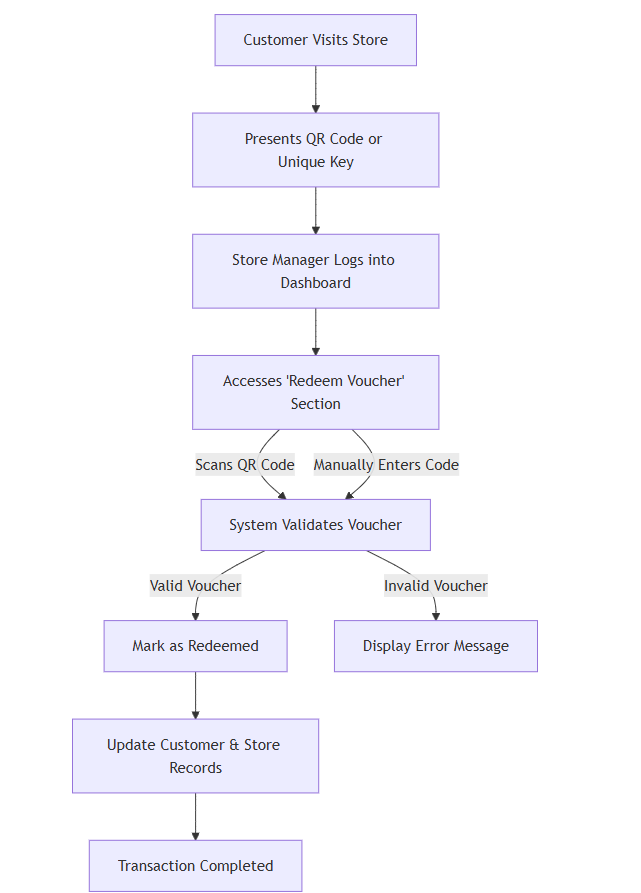 Customer Visits Store
Presents QR Code or
Unique Key
Store Manager Logs into
Dashboard
Accesses 'Redeem Voucher'
Section
Scans QR Code
Manually Enters Code
System Validates Voucher
Valid Voucher
Invalid Voucher
Mark as Redeemed
Display Error Message
Update Customer & Store
Records
Transaction Completed